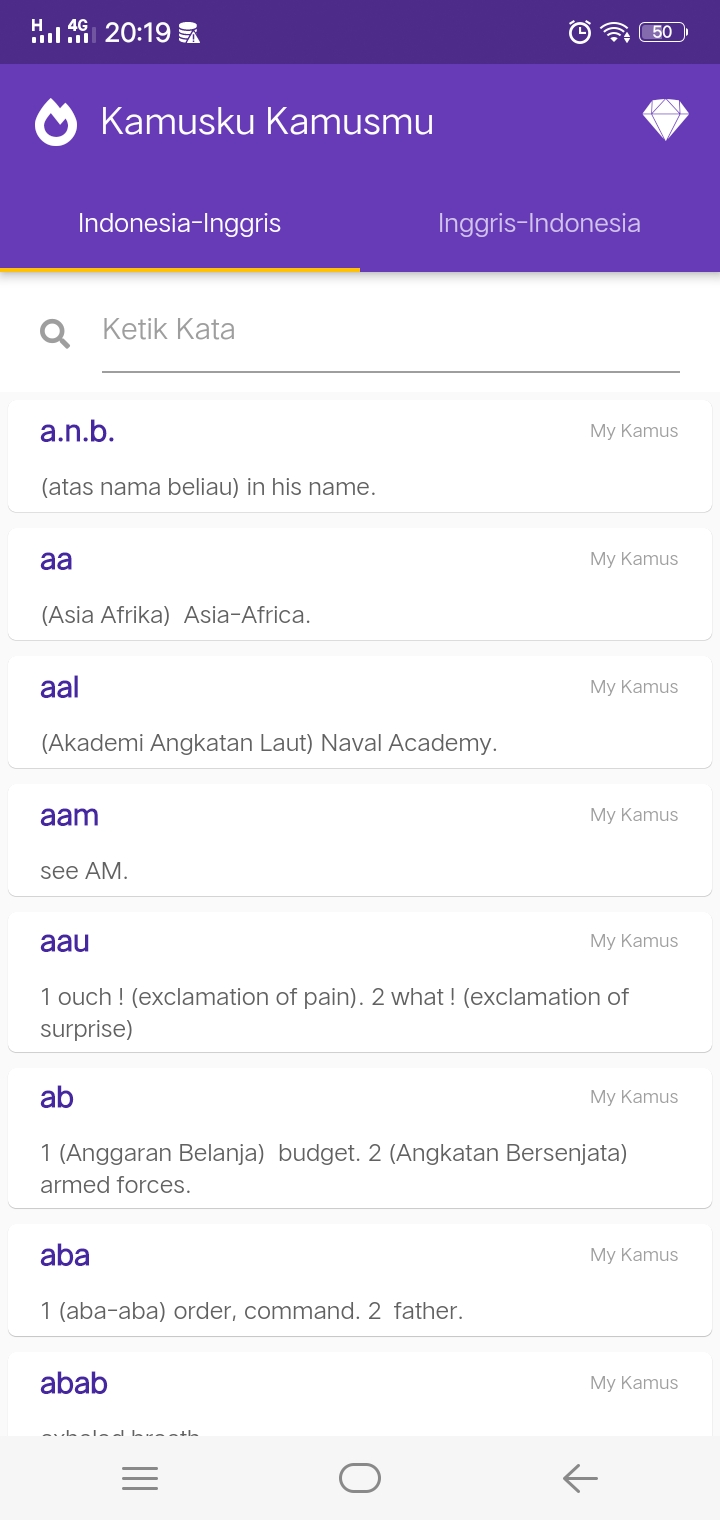 H 4G 20:19 50
Kamusku Kamusmu
Indonesia-Inggris Inggris-Indonesia
Ketik Kata
a.n.b. My Kamus
(atas nama beliau) in his name.
aa My Kamus
(Asia Afrika)  Asia-Africa.
aal My Kamus
(Akademi Angkatan Laut) Naval Academy.
aam My Kamus
see AM.
aau My Kamus
1 ouch ! (exclamation of pain). 2 what ! (exclamation of
surprise)
ab My Kamus
1 (Anggaran Belanja)  budget. 2 (Angkatan Bersenjata)
armed forces.
aba My Kamus
1 (aba-aba) order, command. 2  father.
abab My Kamus
exhaled breath